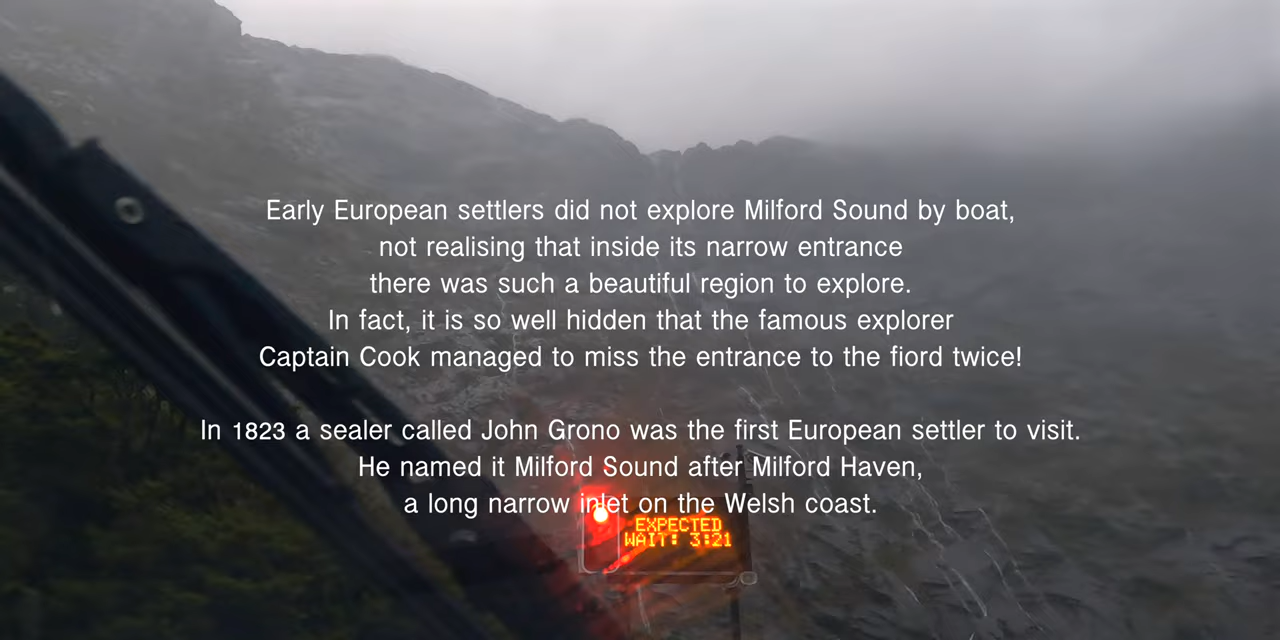 Early European settlers did not explore Milford Sound by boat,
not realising that inside its narrow entrance
there was such a beautiful region to explore.
In fact, it is so well hidden that the famous explorer
Captain Cook managed to miss the entrance to the fiord twice!
In 1823 a sealer called John Grono was the first European settler to visit.
He named it Milford Sound after Milford Haven,
a long narrow inlet on the Welsh coast.
EXPECTED
WAIT: 3:21